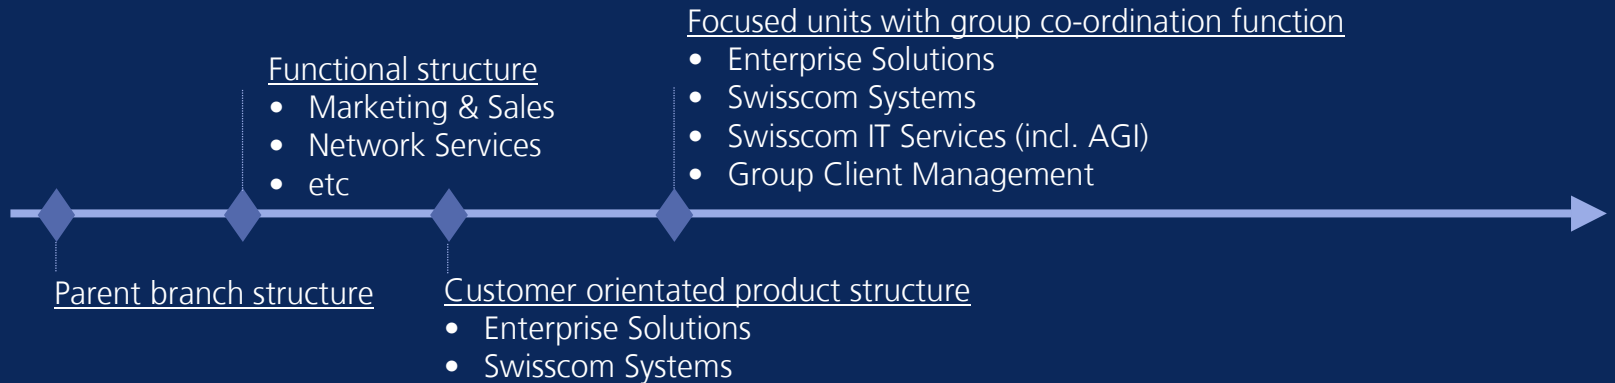 Focused units with group co-ordination function
• Enterprise Solutions
• Swisscom Systems
• Swisscom IT Services (incl. AGI)
• Group Client Management
Functional structure
• Marketing & Sales
• Network Services
• etc
Parent branch structure
Customer orientated product structure
• Enterprise Solutions
• Swisscom Systems